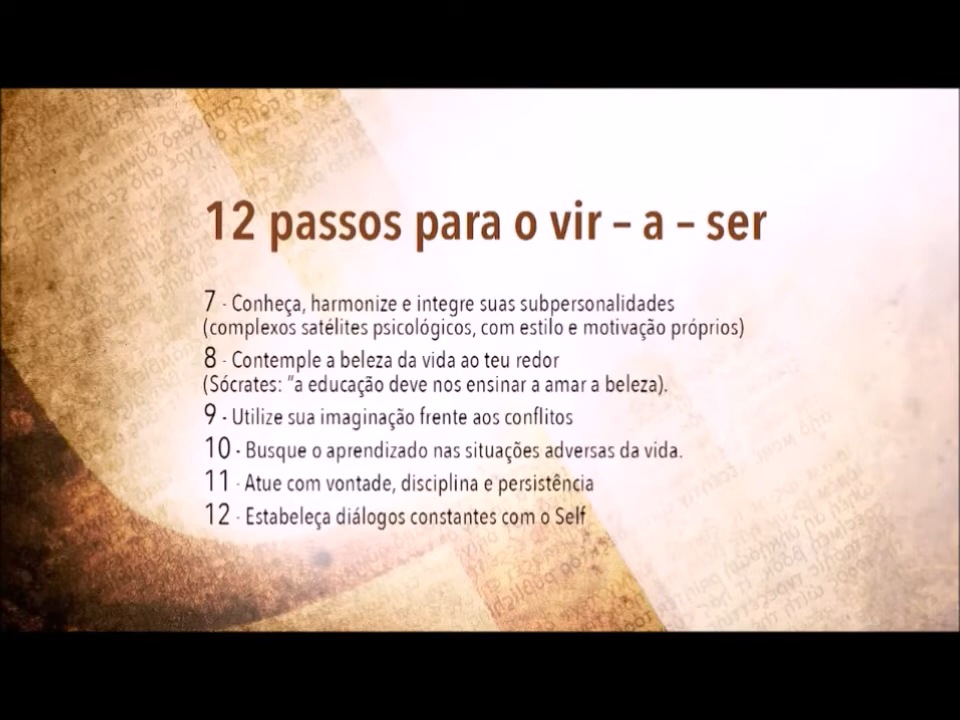 12 passos para o vir – a – ser
7 - Conheça, harmonize e integre suas subpersonalidades
(complexos satélites psicológicos, com estilo e motivação próprios)
8 - Contemple a beleza da vida ao teu redor
(Sócrates: "a educação deve nos ensinar a amar a beleza).
9 - Utilize sua imaginação frente aos conflitos
10 - Busque o aprendizado nas situações adversas da vida.
11 - Atue com vontade, disciplina e persistência
12 - Estabeleça diálogos constantes com o Self